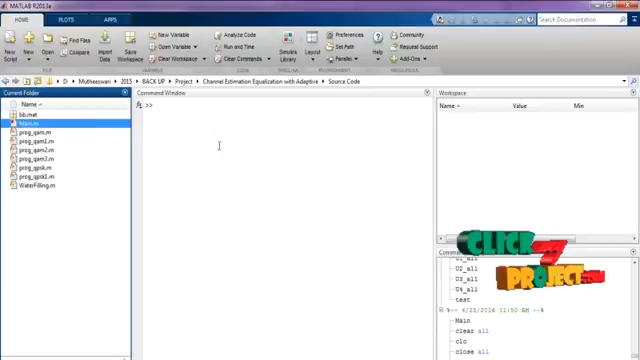 MATLAB R2013a
HOME PLOTS APPS
Search Documentation
New Script
New
Open
Find Files
Compare
Import Data
Save Workspace
New Variable
Open Variable
Clear Workspace
Analyze Code
Run and Time
Clear Commands
Simulink Library
Layout
Preferences
Set Path
Parallel
Community
Request Support
Add-Ons
FILE VARIABLE CODE SIMULINK ENVIRONMENT RESOURCES
D: Mutheeswari 2015 BACK UP Project Channel Estimation Equalization with Adaptive Source Code
Current Folder
Name
bb.mat
Main.m
prog_qam.m
prog_qam1.m
prog_qam2.m
prog_qam3.m
prog_qpsk.m
prog_qpsk1.m
WaterFilling.m
Command Window
fx >>
Workspace
Name Value Min
CLICK
PROJECT.com
U1_all
U2_all
U3_all
U4_all
test
%-- 6/25/2016 11:50 AM --%
Main
clear all
clc
close all